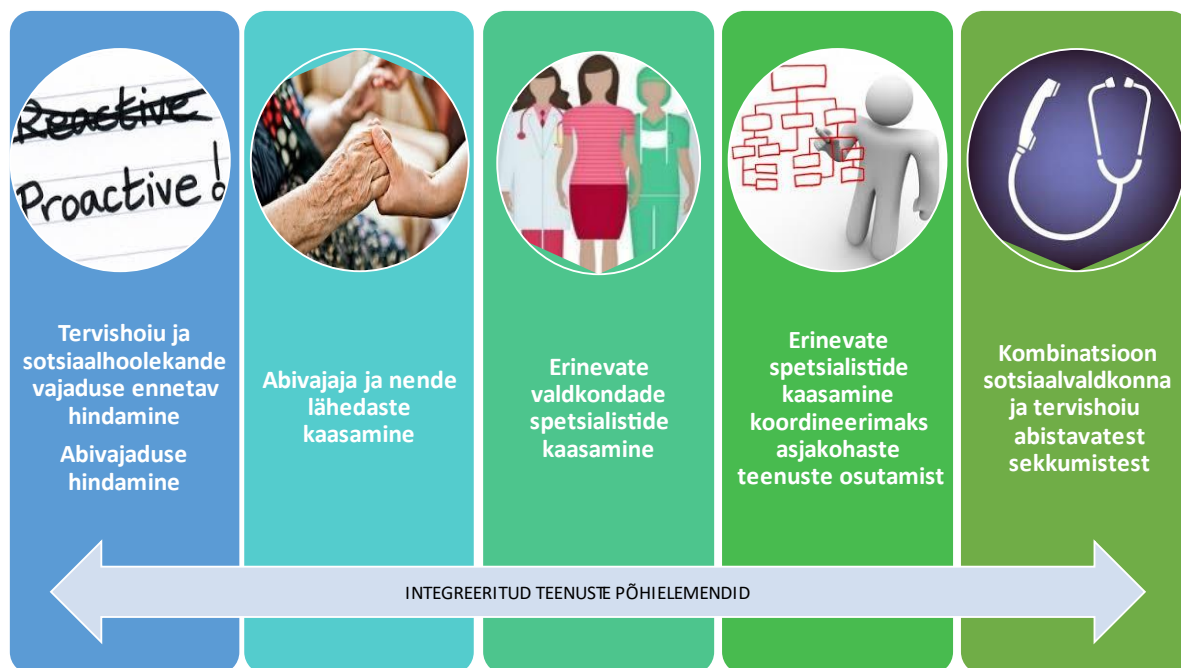 Reactive
Proactive!
Tervishoiu ja
sotsiaalhoolekande
vajaduse ennetav
hindamine
Abivajaduse
hindamine
Abivajaja ja nende
lähedaste
kaasamine
Erinevate
valdkondade
spetsialistide
kaasamine
Erinevate
spetsialistide
kaasamine
koordineerimaks
asjakohaste
teenuste osutamist
Kombinatsioon
sotsiaalvaldkonna
ja tervishoiu
abistavatest
sekkumistest
INTEGREERITUD TEENUSTE PÕHIELEMENDID